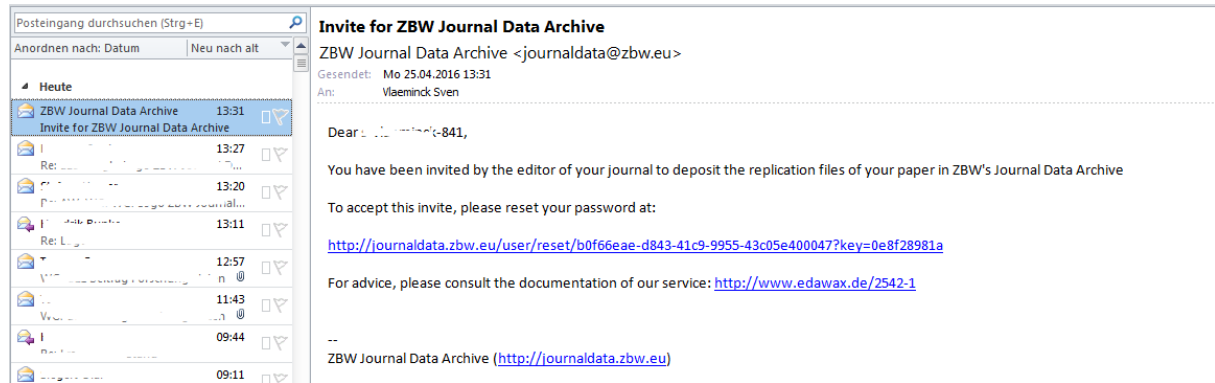 Posteingang durchsuchen (Strg+E)
Anordnen nach: Datum Neu nach alt
Heute
ZBW Journal Data Archive 13:31
Invite for ZBW Journal Data Archive
13:27
Re:
13:20
13:11
Re:
12:57
11:43
09:44
09:11
Invite for ZBW Journal Data Archive
ZBW Journal Data Archive <journaldata@zbw.eu>
Gesendet: Mo 25.04.2016 13:31
An: Vlaeminck Sven
Dear -841,
You have been invited by the editor of your journal to deposit the replication files of your paper in ZBW's Journal Data Archive
To accept this invite, please reset your password at:
http://journaldata.zbw.eu/user/reset/b0f66eae-d843-41c9-9955-43c05e400047?key=0e8f28981a
For advice, please consult the documentation of our service: http://www.edawax.de/2542-1
--
ZBW Journal Data Archive (http://journaldata.zbw.eu)